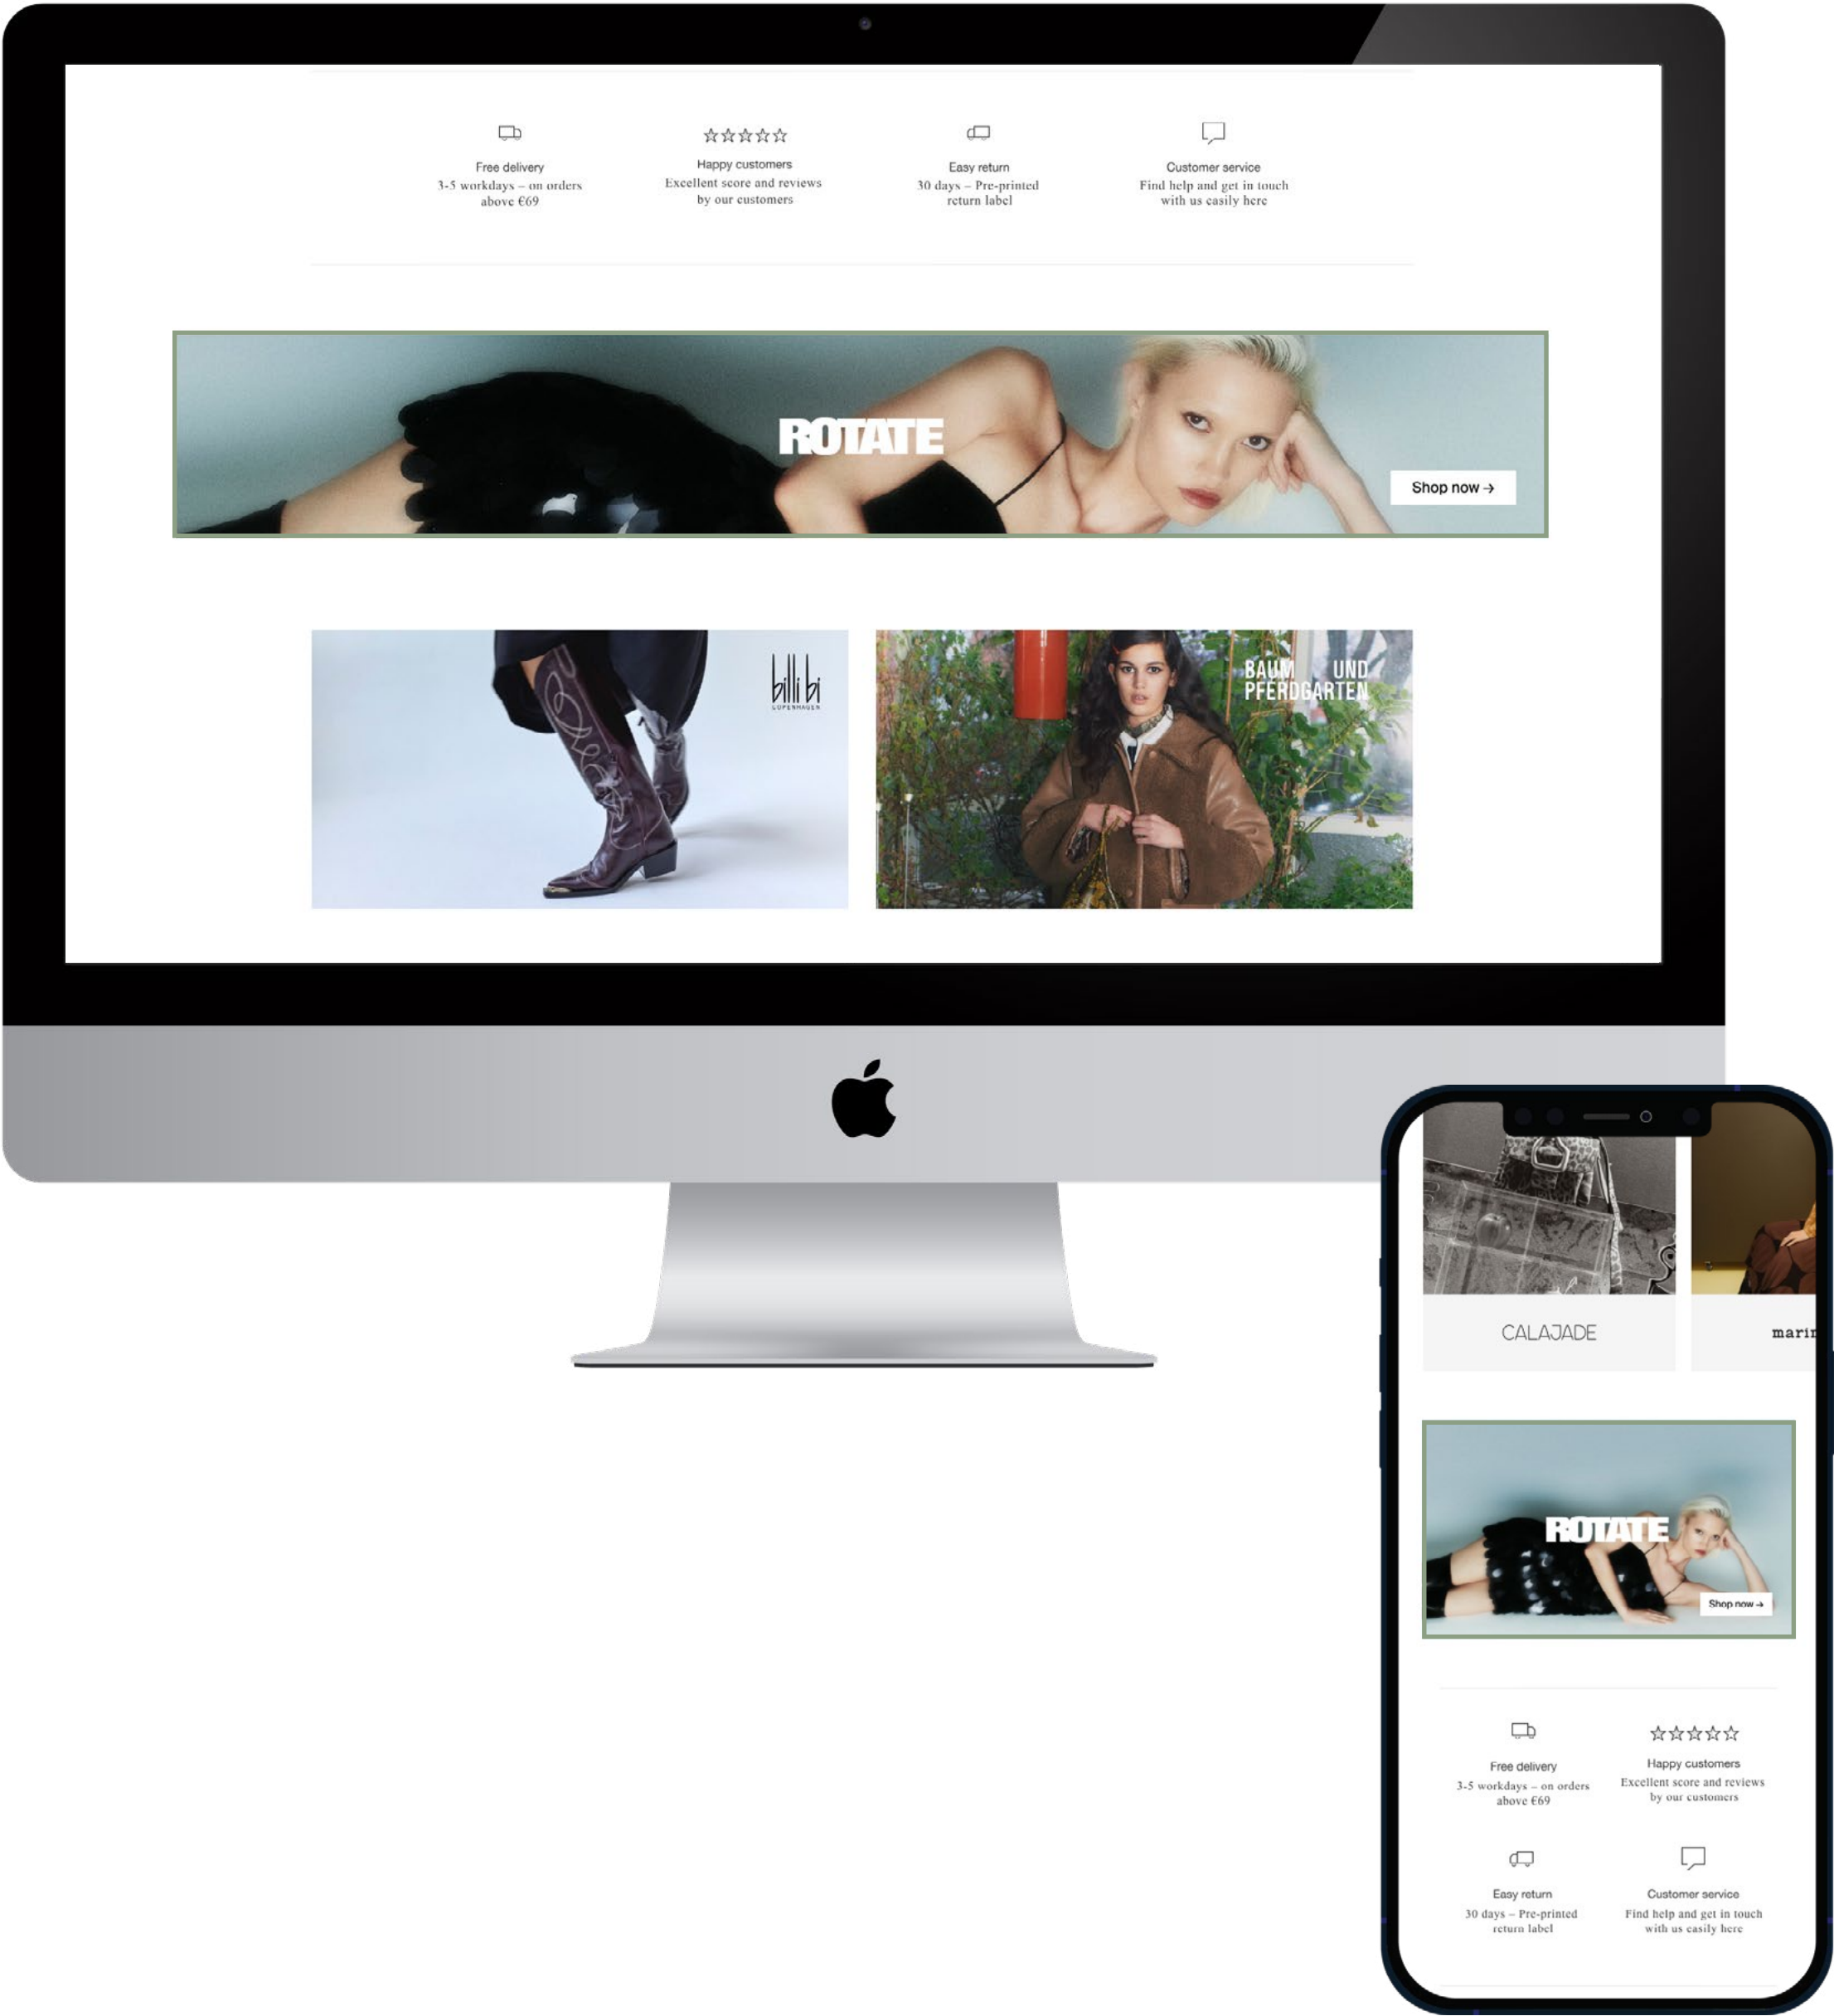 Free delivery
3-5 workdays – on orders
above €69
Happy customers
Excellent score and reviews
by our customers
Easy return
30 days – Pre-printed
return label
Customer service
Find help and get in touch
with us easily here
ROTATE
Shop now →
billi bi
COPENHAGEN
BAUM UND
PFERDGARTEN
CALAJADE
marim
ROTATE
Shop now →
Free delivery
3-5 workdays – on orders
above €69
Happy customers
Excellent score and reviews
by our customers
Easy return
30 days – Pre-printed
return label
Customer service
Find help and get in touch
with us easily here